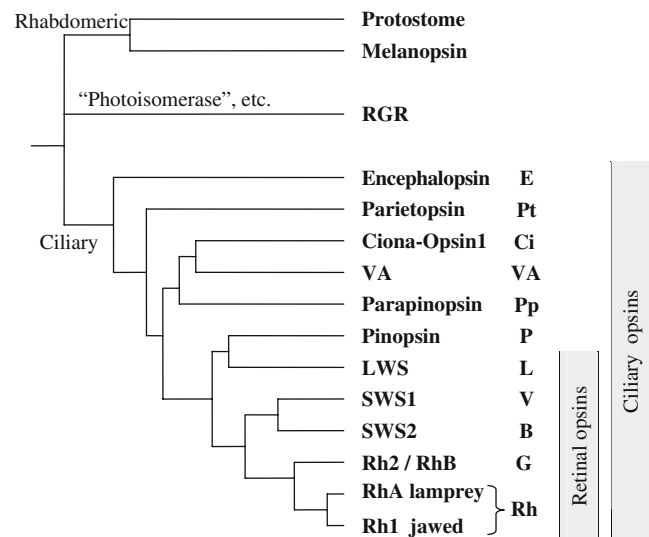 Rhabdomeric
Protostome
Melanopsin
“Photoisomerase”, etc.
RGR
Ciliary
Encephalopsin E
Parietopsin Pt
Ciona-Opsin1 Ci
VA VA
Parapinopsin Pp
Pinopsin P
LWS L
SWS1 V
SWS2 B
Rh2 / RhB G
RhA lamprey
Rh
Rh1 jawed
Retinal opsins
Ciliary opsins